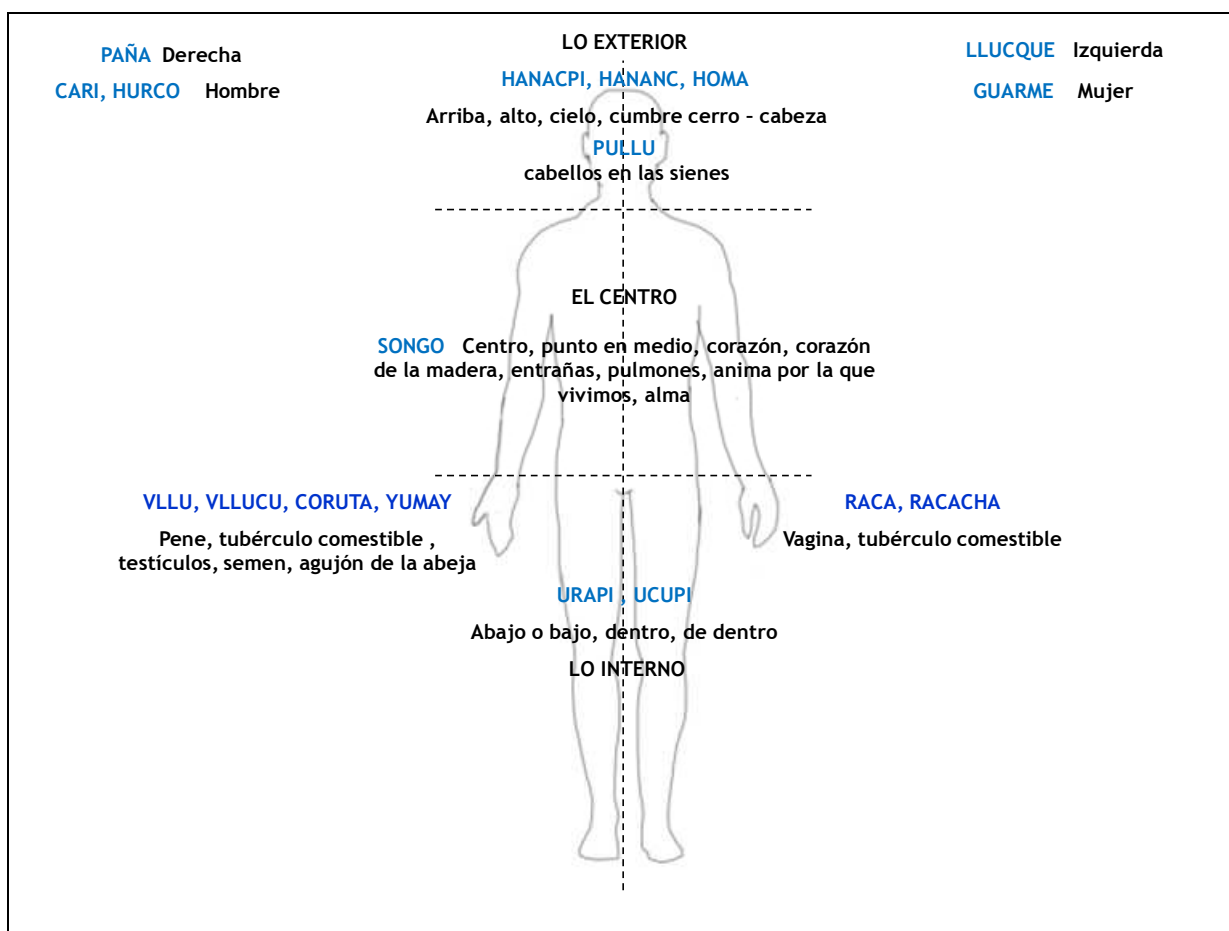 LO EXTERIOR
PAÑA Derecha
LLUCQUE Izquierda
HANACPI, HANANC, HOMA
CARI, HURCO Hombre
GUARME Mujer
Arriba, alto, cielo, cumbre cerro – cabeza
PULLU
cabellos en las sienes
EL CENTRO
SONGO Centro, punto en medio, corazón, corazón
de la madera, entrañas, pulmones, anima por la que
vivimos, alma
VLLU, VLLUCU, CORUTA, YUMAY
Pene, tubérculo comestible ,
testículos, semen, agujón de la abeja
RACA, RACACHA
Vagina, tubérculo comestible
URAPI , UCUPI
Abajo o bajo, dentro, de dentro
LO INTERNO